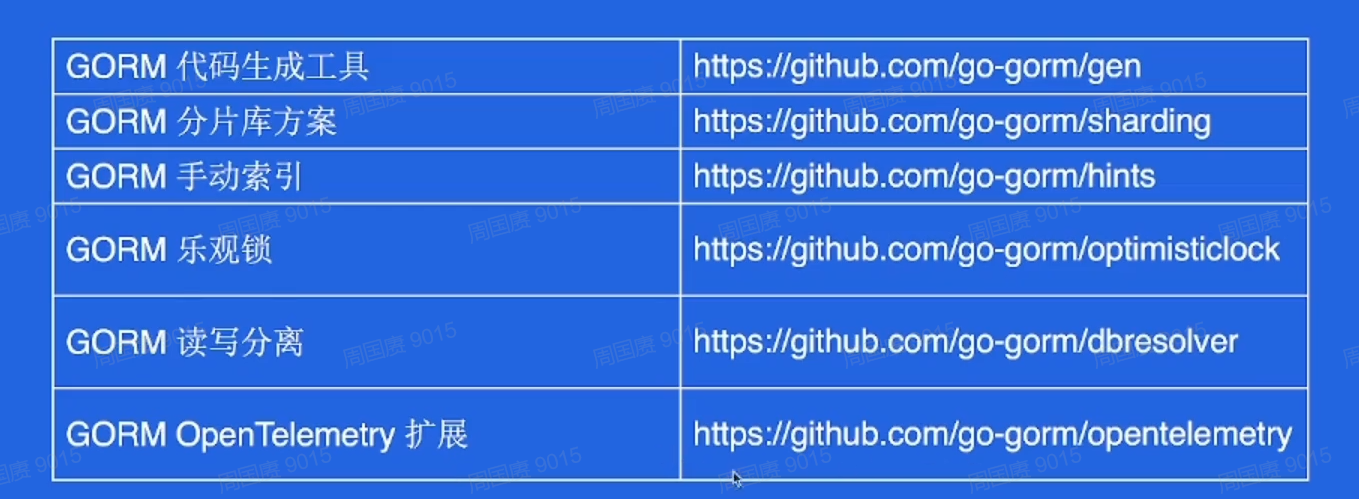 GORM 代码生成工具 https://github.com/go-gorm/gen
GORM 分片库方案 https://github.com/go-gorm/sharding
GORM 手动索引 https://github.com/go-gorm/hints
GORM 乐观锁 https://github.com/go-gorm/optimisticlock
GORM 读写分离 https://github.com/go-gorm/dbresolver
GORM OpenTelemetry 扩展 https://github.com/go-gorm/opentelemetry
周国赓 9015